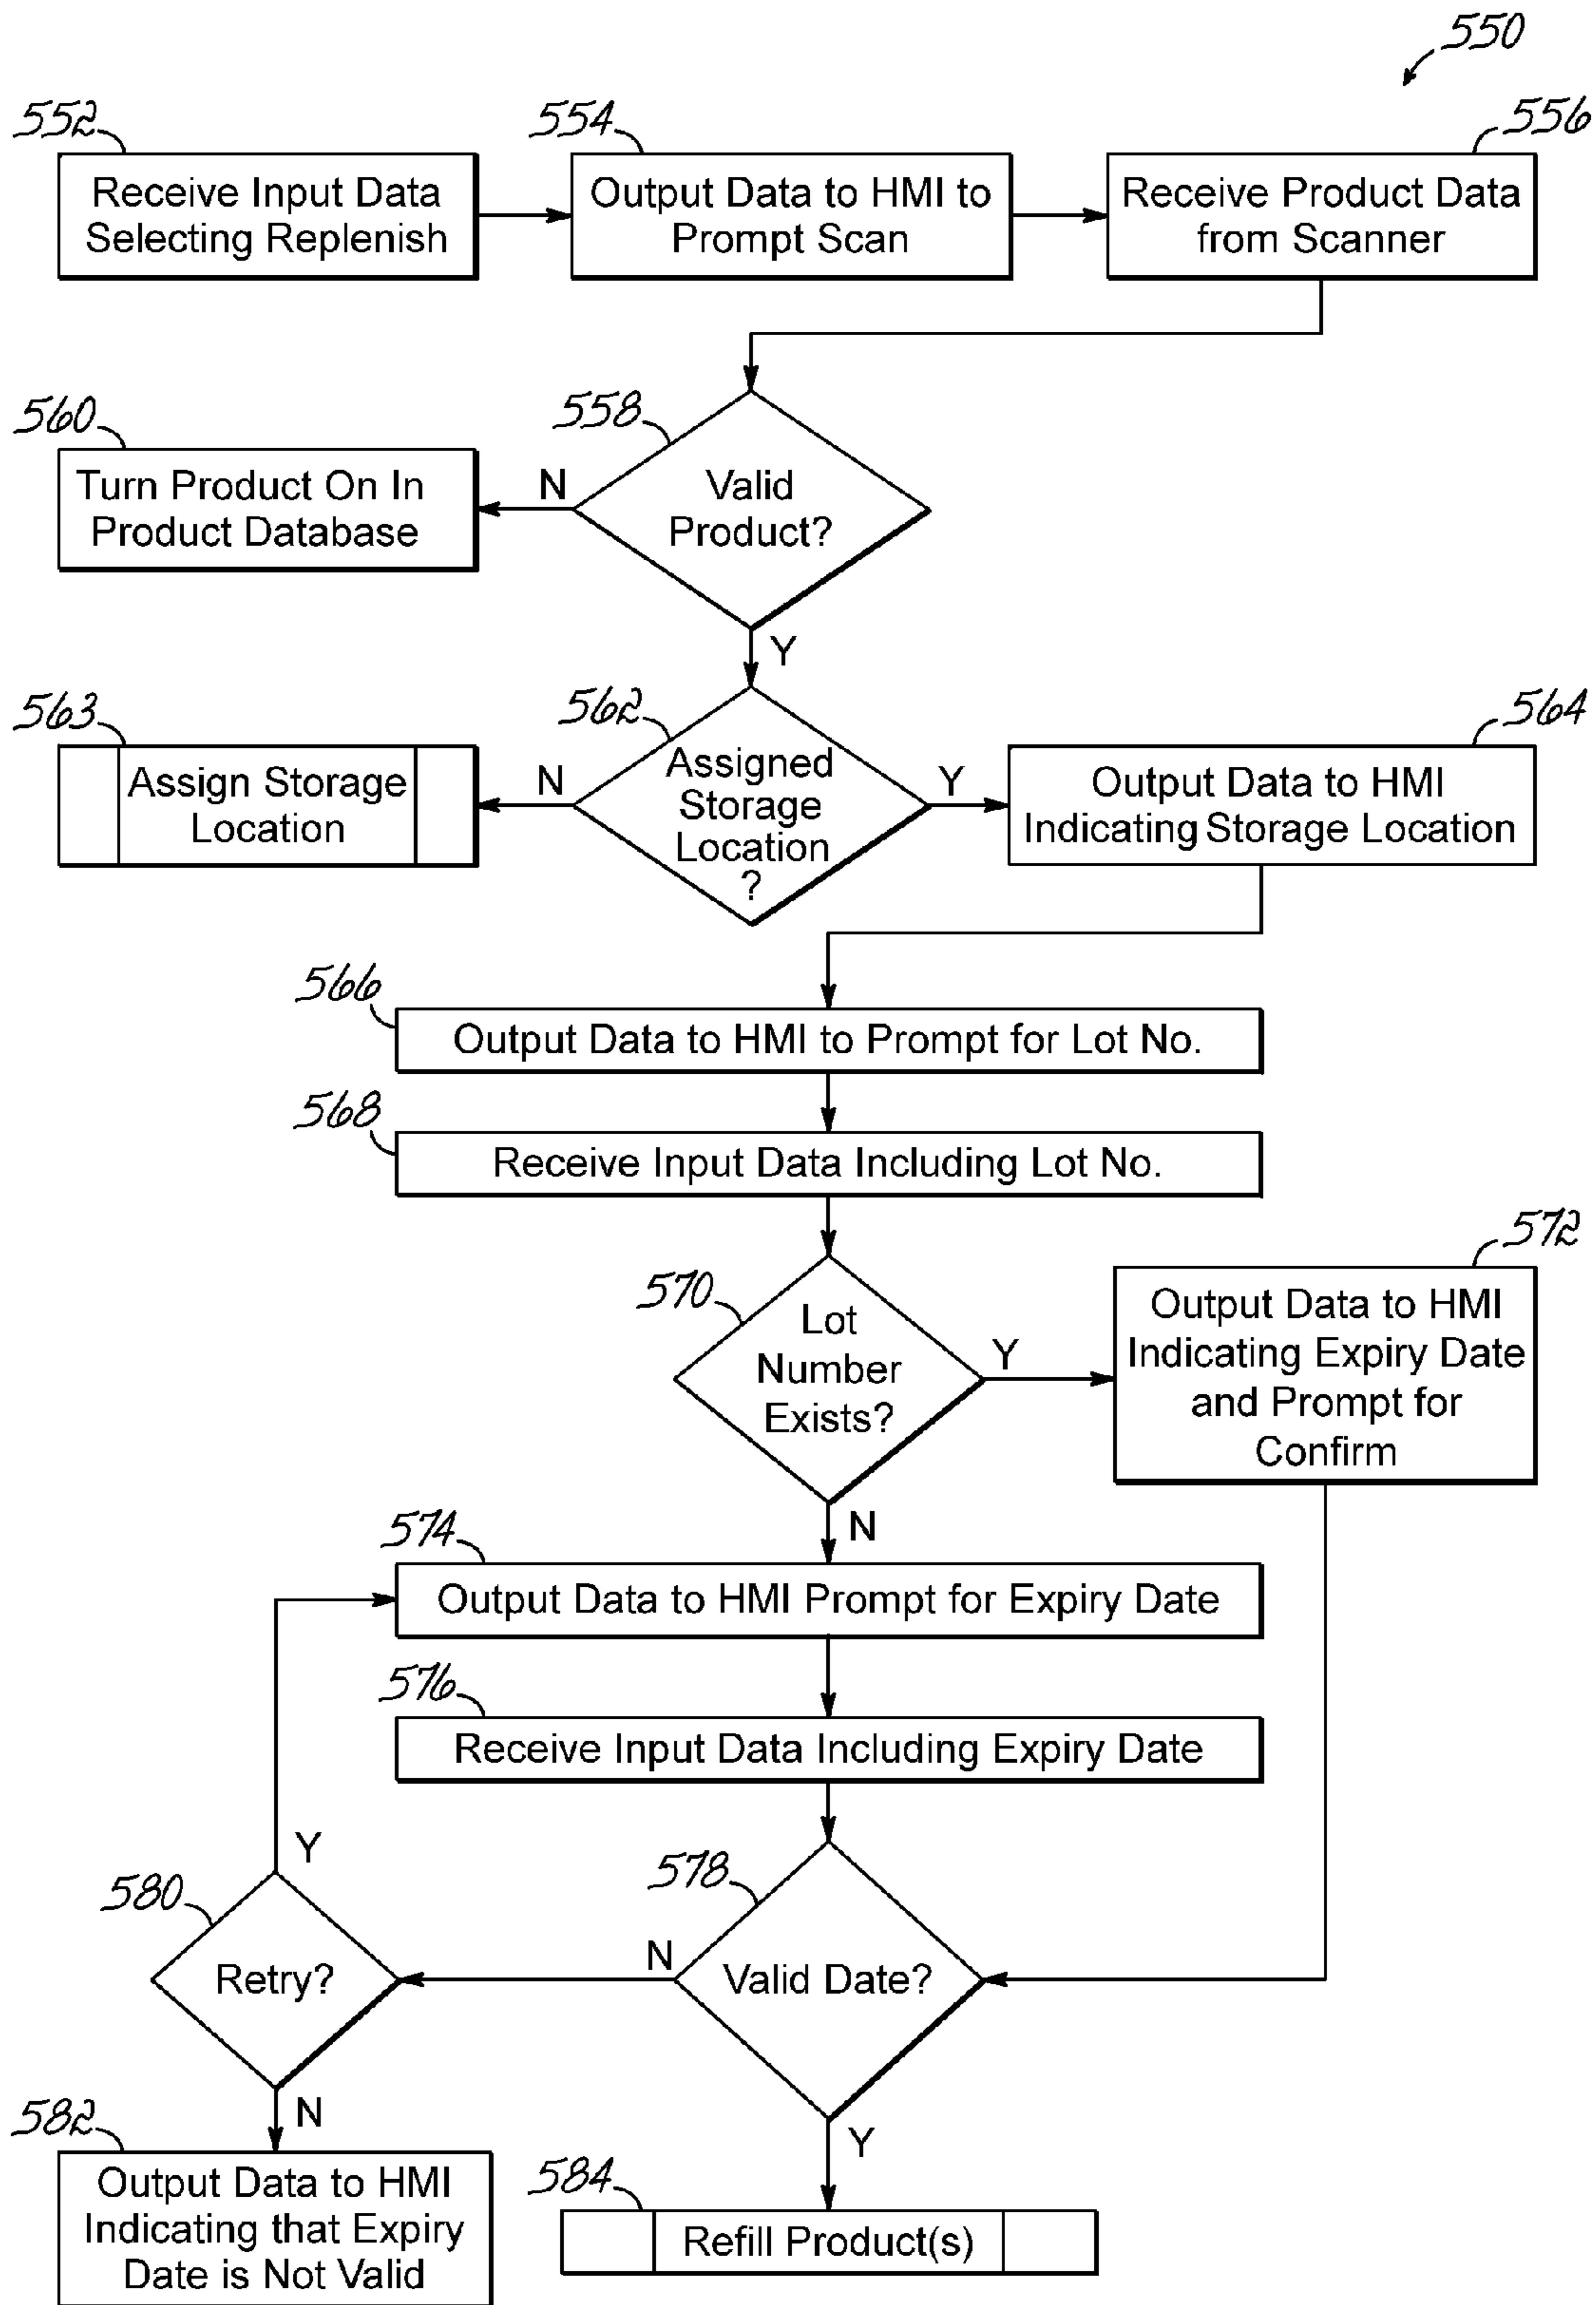 550
552
Receive Input Data
Selecting Replenish
554
Output Data to HMI to
Prompt Scan
556
Receive Product Data
from Scanner
558
Valid
Product?
N
Y
560
Turn Product On In
Product Database
562
Assigned
Storage
Location
?
N
Y
563
Assign Storage
Location
564
Output Data to HMI
Indicating Storage Location
566
Output Data to HMI to Prompt for Lot No.
568
Receive Input Data Including Lot No.
570
Lot
Number
Exists?
Y
N
572
Output Data to HMI
Indicating Expiry Date
and Prompt for
Confirm
574
Output Data to HMI Prompt for Expiry Date
576
Receive Input Data Including Expiry Date
578
Valid Date?
N
Y
580
Retry?
Y
N
582
Output Data to HMI
Indicating that Expiry
Date is Not Valid
584
Refill Product(s)